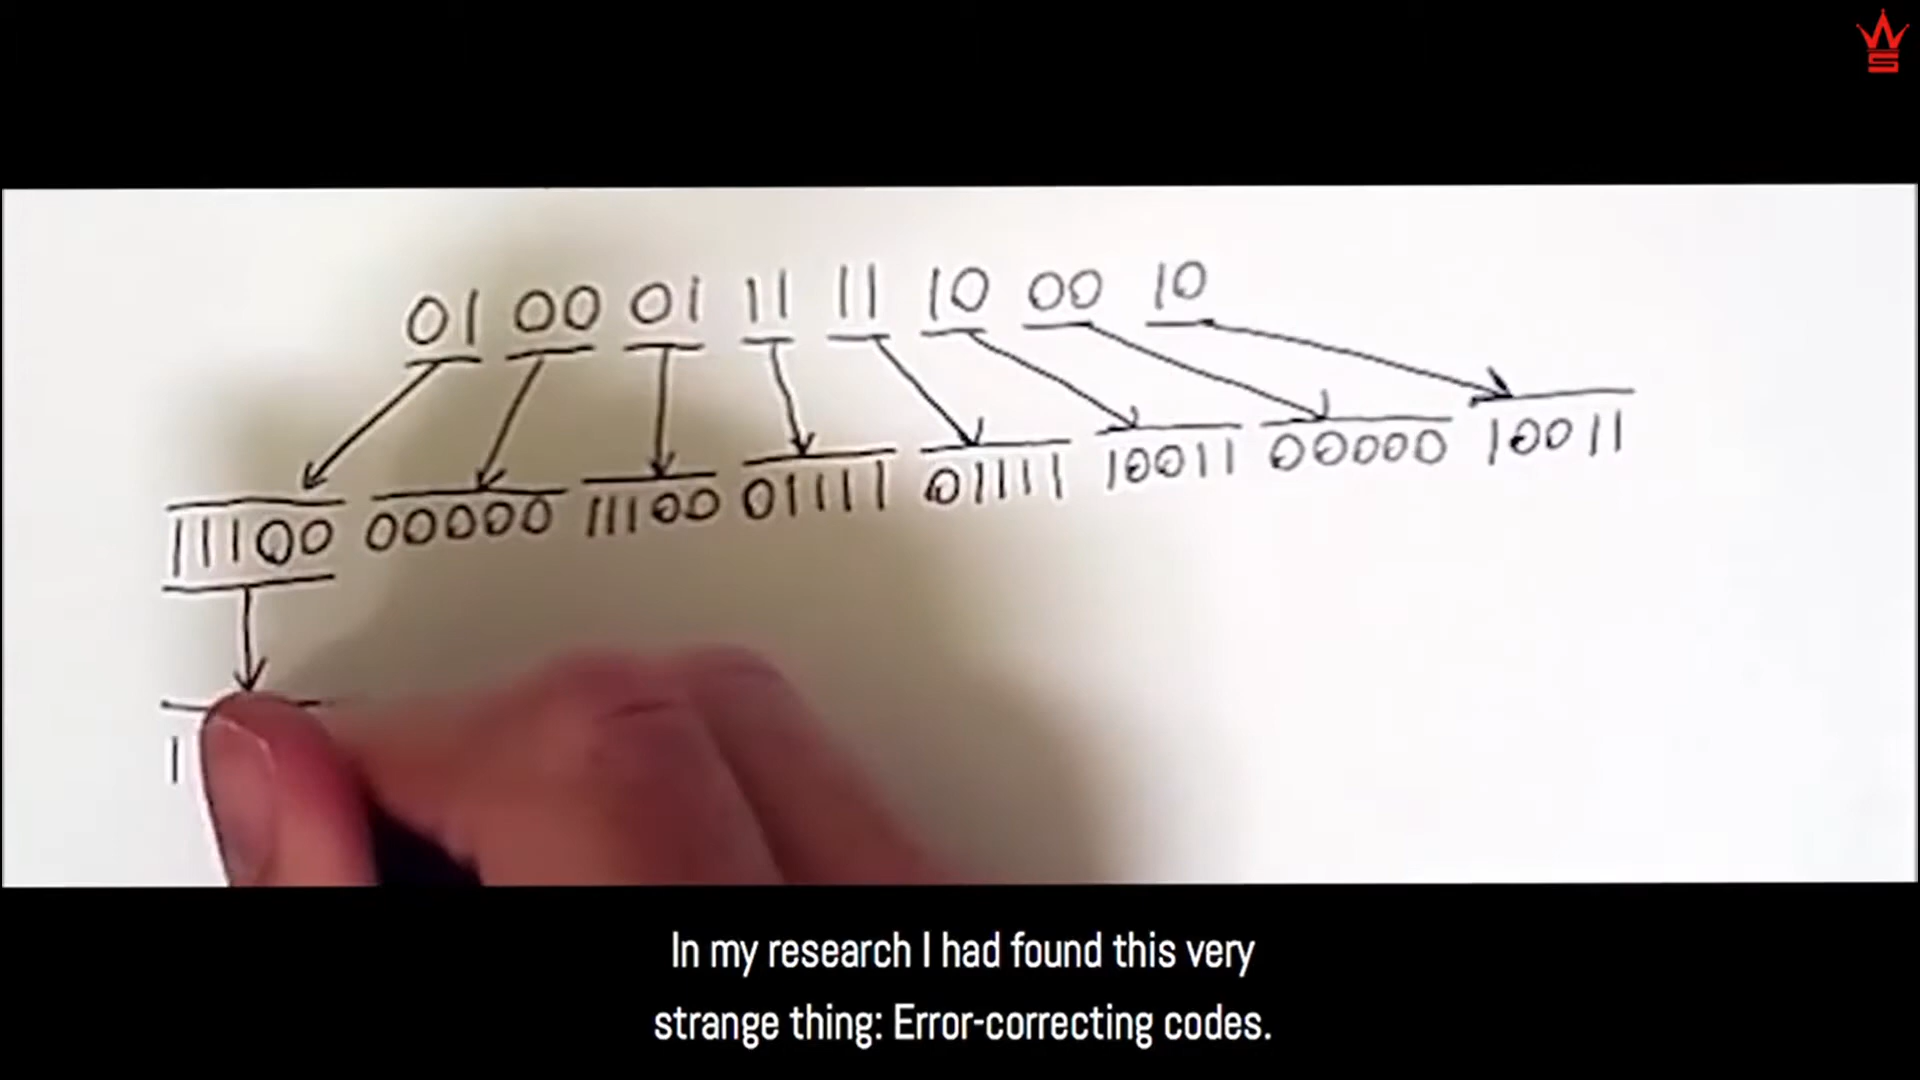 01 00 01 11 11 10 00 10
11100 00000 11100 01111 01111 10011 00000 10011
1
In my research I had found this very
strange thing: Error-correcting codes.